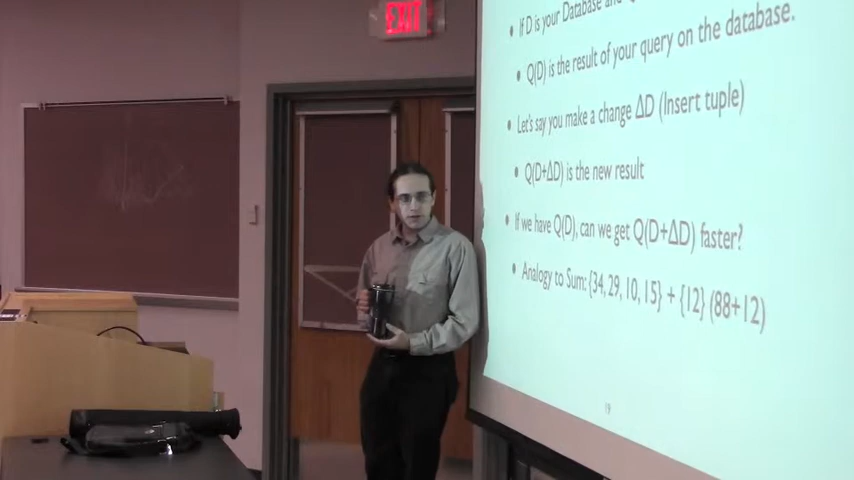 EXIT
• If D is your Database and
• Q(D) is the result of your query on the database.
• Let's say you make a change ΔD (Insert tuple)
• Q(D+ΔD) is the new result
• If we have Q(D), can we get Q(D+ΔD) faster?
• Analogy to Sum: {34, 29, 10, 15} + {12} (88+12)
19